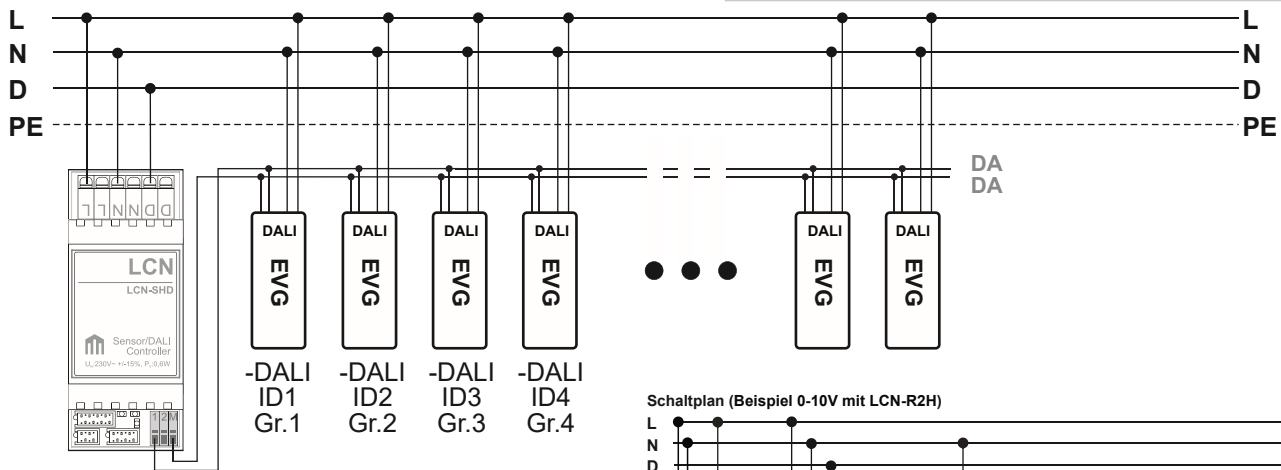 L L
N N
D D
PE PE
DA
DA
L L N N D D
LCN
LCN-SHD
Sensor/DALI
Controller
DALI DALI DALI DALI DALI DALI
EVG EVG EVG EVG EVG EVG
-DALI -DALI -DALI -DALI
ID1 ID2 ID3 ID4
Gr.1 Gr.2 Gr.3 Gr.4
1 2 M
Schaltplan (Beispiel 0-10V mit LCN-R2H)
L
N
D